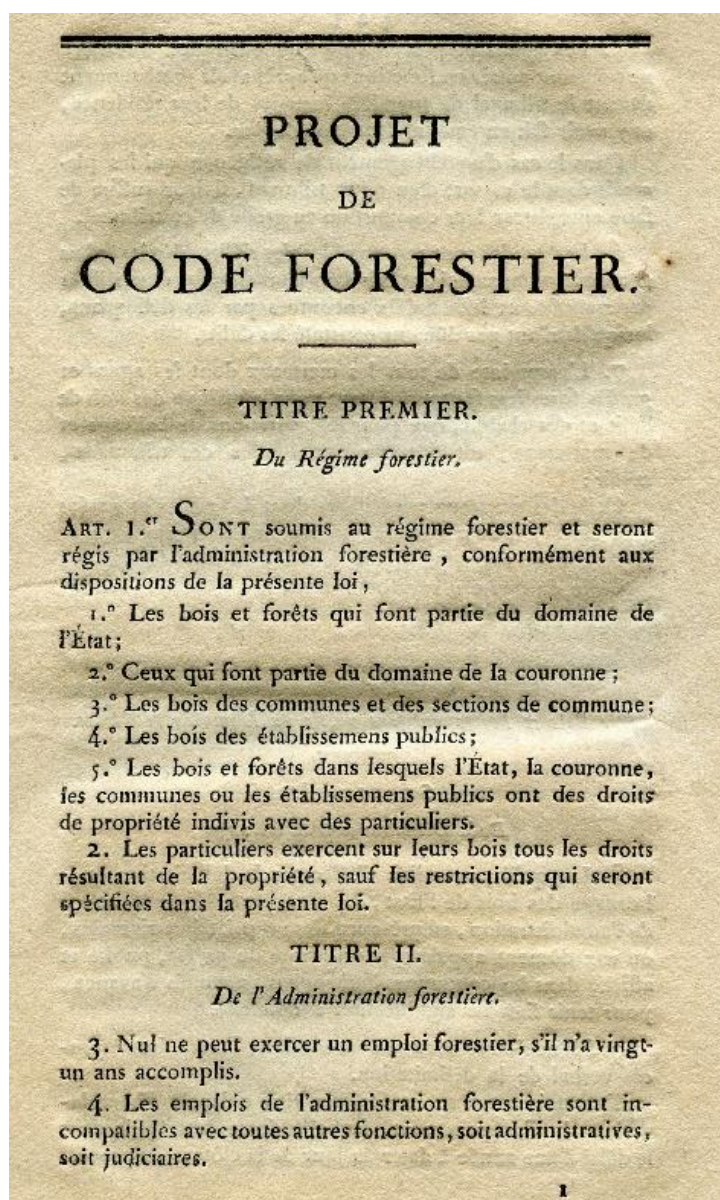 PROJET
DE
CODE FORESTIER.
TITRE PREMIER.
Du Régime forestier.
ART. 1.er SONT soumis au régime forestier et seront
régis par l'administration forestière, conformément aux
dispositions de la présente loi,
1.° Les bois et forêts qui font partie du domaine de
l'État;
2.° Ceux qui font partie du domaine de la couronne;
3.° Les bois des communes et des sections de commune;
4.° Les bois des établissemens publics;
5.° Les bois et forêts dans lesquels l'État, la couronne,
les communes ou les établissemens publics ont des droits
de propriété indivis avec des particuliers.
2. Les particuliers exercent sur leurs bois tous les droits
résultant de la propriété, sauf les restrictions qui seront
spécifiées dans la présente loi.
TITRE II.
De l'Administration forestière.
3. Nul ne peut exercer un emploi forestier, s'il n'a vingt-
un ans accomplis.
4. Les emplois de l'administration forestière sont in-
compatibles avec toutes autres fonctions, soit administratives,
soit judiciaires.
1